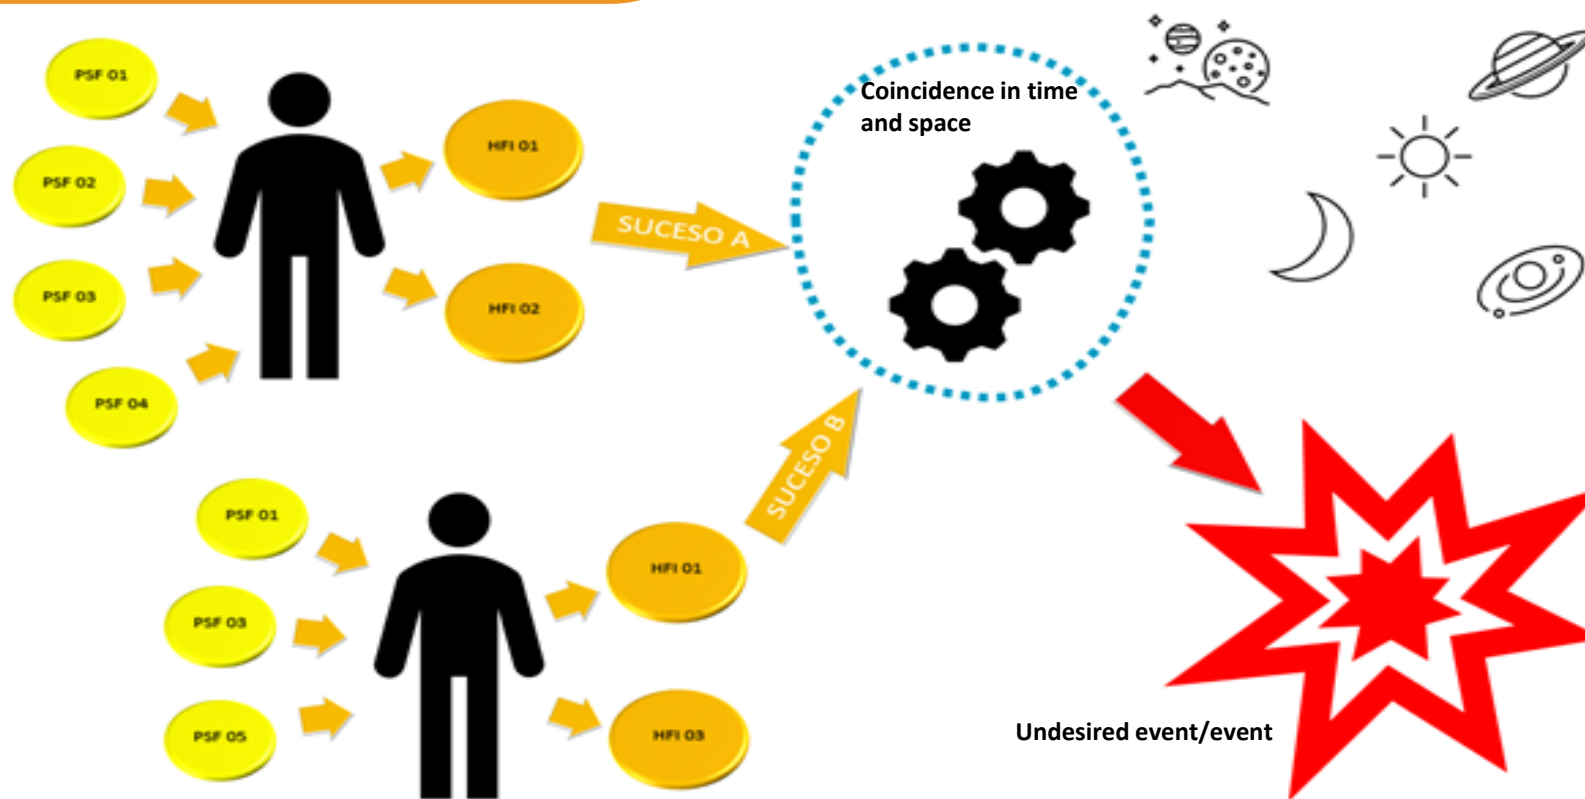 PSF 01
PSF 02
PSF 03
PSF 04
HFI 01
HFI 02
SUCESO A
Coincidence in time
and space
PSF 01
PSF 03
PSF 05
HFI 01
HFI 03
SUCESO B
Undesired event/event